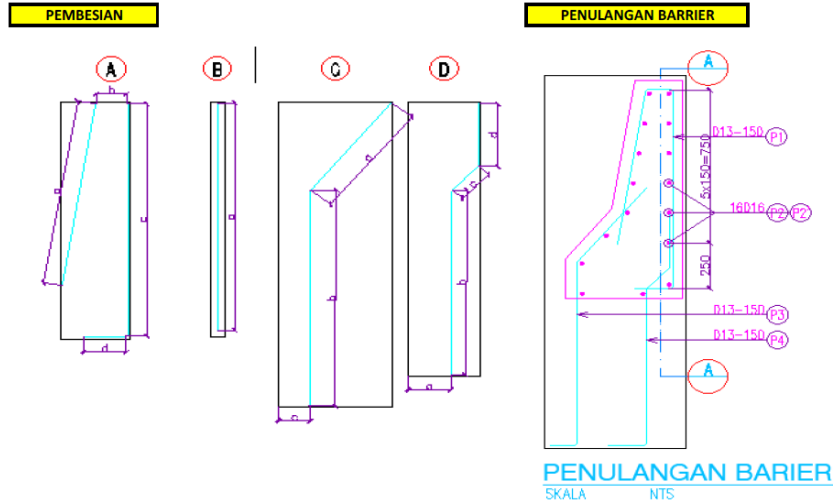 PEMBESIAN
PENULANGAN BARRIER
A B C D
b
a
c
d
a
a
b
c
d
c
b
a
A
D13-150 P1
5x150=750
16D16 P2 P2'
250
D13-150 P3
D13-150 P4
A
PENULANGAN BARIER
SKALA NTS